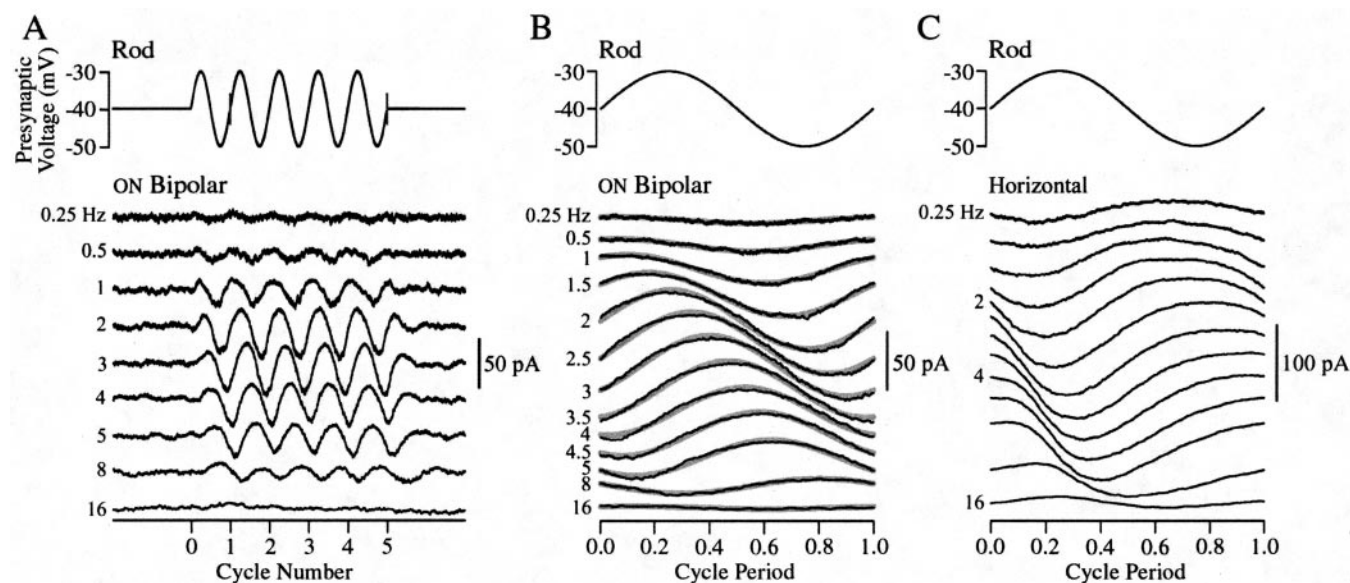 A
Rod
Presynaptic
Voltage (mV)
-30
-40
-50
ON Bipolar
0.25 Hz
0.5
1
2
3
4
5
8
16
50 pA
0 1 2 3 4 5
Cycle Number
B
Rod
-30
-40
-50
ON Bipolar
0.25 Hz
0.5
1
1.5
2
2.5
3
3.5
4
4.5
5
8
16
50 pA
0.0 0.2 0.4 0.6 0.8 1.0
Cycle Period
C
Rod
-30
-40
-50
Horizontal
0.25 Hz
2
4
16
100 pA
0.0 0.2 0.4 0.6 0.8 1.0
Cycle Period